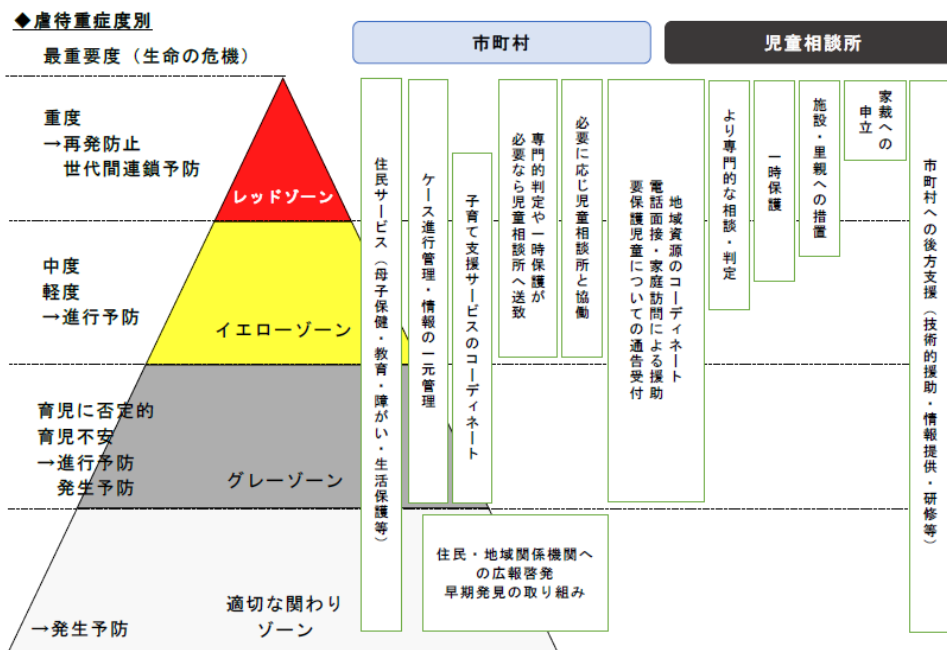 ◆虐待重症度別
最重要度（生命の危機）
市町村
児童相談所
重度
→再発防止
世代間連鎖予防
レッドゾーン
中度
軽度
→進行予防
イエローゾーン
育児に否定的
育児不安
→進行予防
発生予防
グレーゾーン
→発生予防
適切な関わり
ゾーン
住民サービス（母子保健・教育・障がい・生活保護等）
ケース進行管理・情報の一元管理
子育て支援サービスのコーディネート
専門的判定や一時保護が
必要なら児童相談所へ送致
必要に応じ児童相談所と協働
地域資源のコーディネート
電話面接・家庭訪問による援助
要保護児童についての通告受付
住民・地域関係機関へ
の広報啓発
早期発見の取り組み
より専門的な相談・判定
一時保護
施設・里親への措置
家裁への
申立
市町村への後方支援（技術的援助・情報提供・研修等）